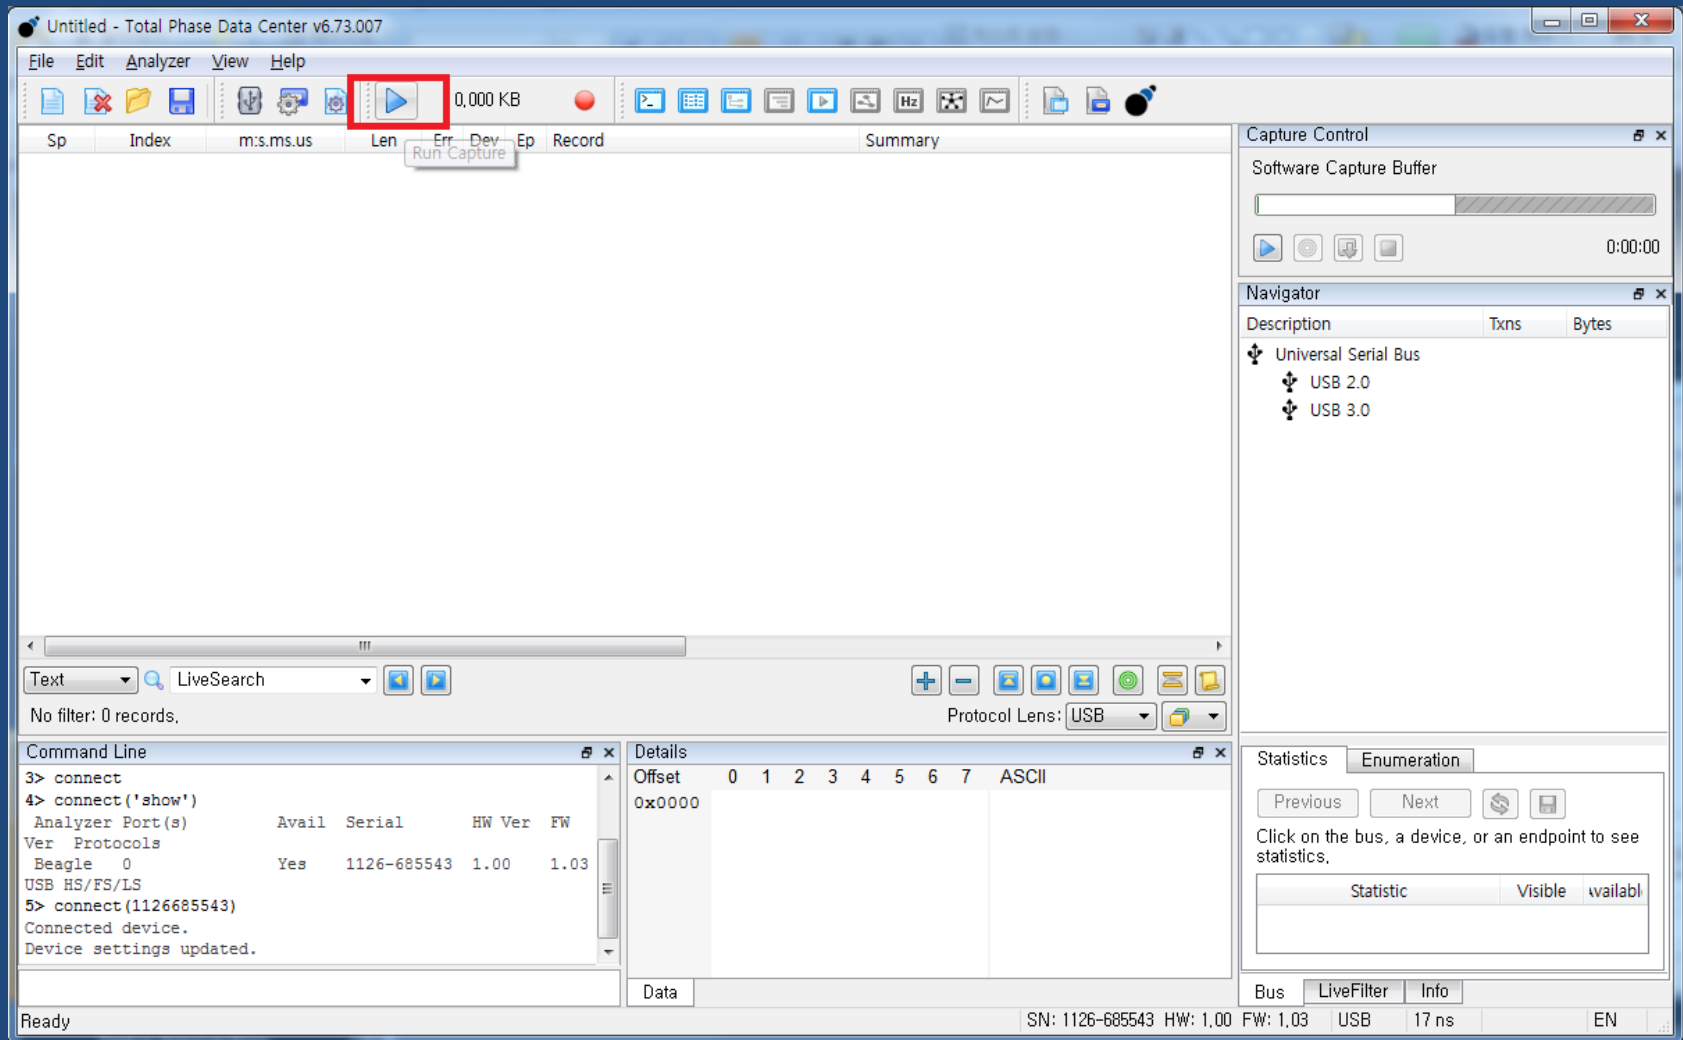 Untitled - Total Phase Data Center v6.73.007
File Edit Analyzer View Help
0,000 KB
Hz
Sp Index m:s.ms.us Len Err Dev Ep Record Summary
Run Capture
Capture Control
Software Capture Buffer
0:00:00
Navigator
Description Txns Bytes
Universal Serial Bus
USB 2.0
USB 3.0
Text LiveSearch
No filter: 0 records,
Protocol Lens: USB
Command Line
3> connect
4> connect('show')
Analyzer Port(s) Avail Serial HW Ver FW
Ver Protocols
Beagle 0 Yes 1126-685543 1.00 1.03
USB HS/FS/LS
5> connect(1126685543)
Connected device.
Device settings updated.
Details
Offset 0 1 2 3 4 5 6 7 ASCII
0x0000
Data
Statistics Enumeration
Previous Next
Click on the bus, a device, or an endpoint to see
statistics,
Statistic Visible vailabl
Bus LiveFilter Info
Ready
SN: 1126-685543 HW: 1,00 FW: 1,03 USB 17 ns EN